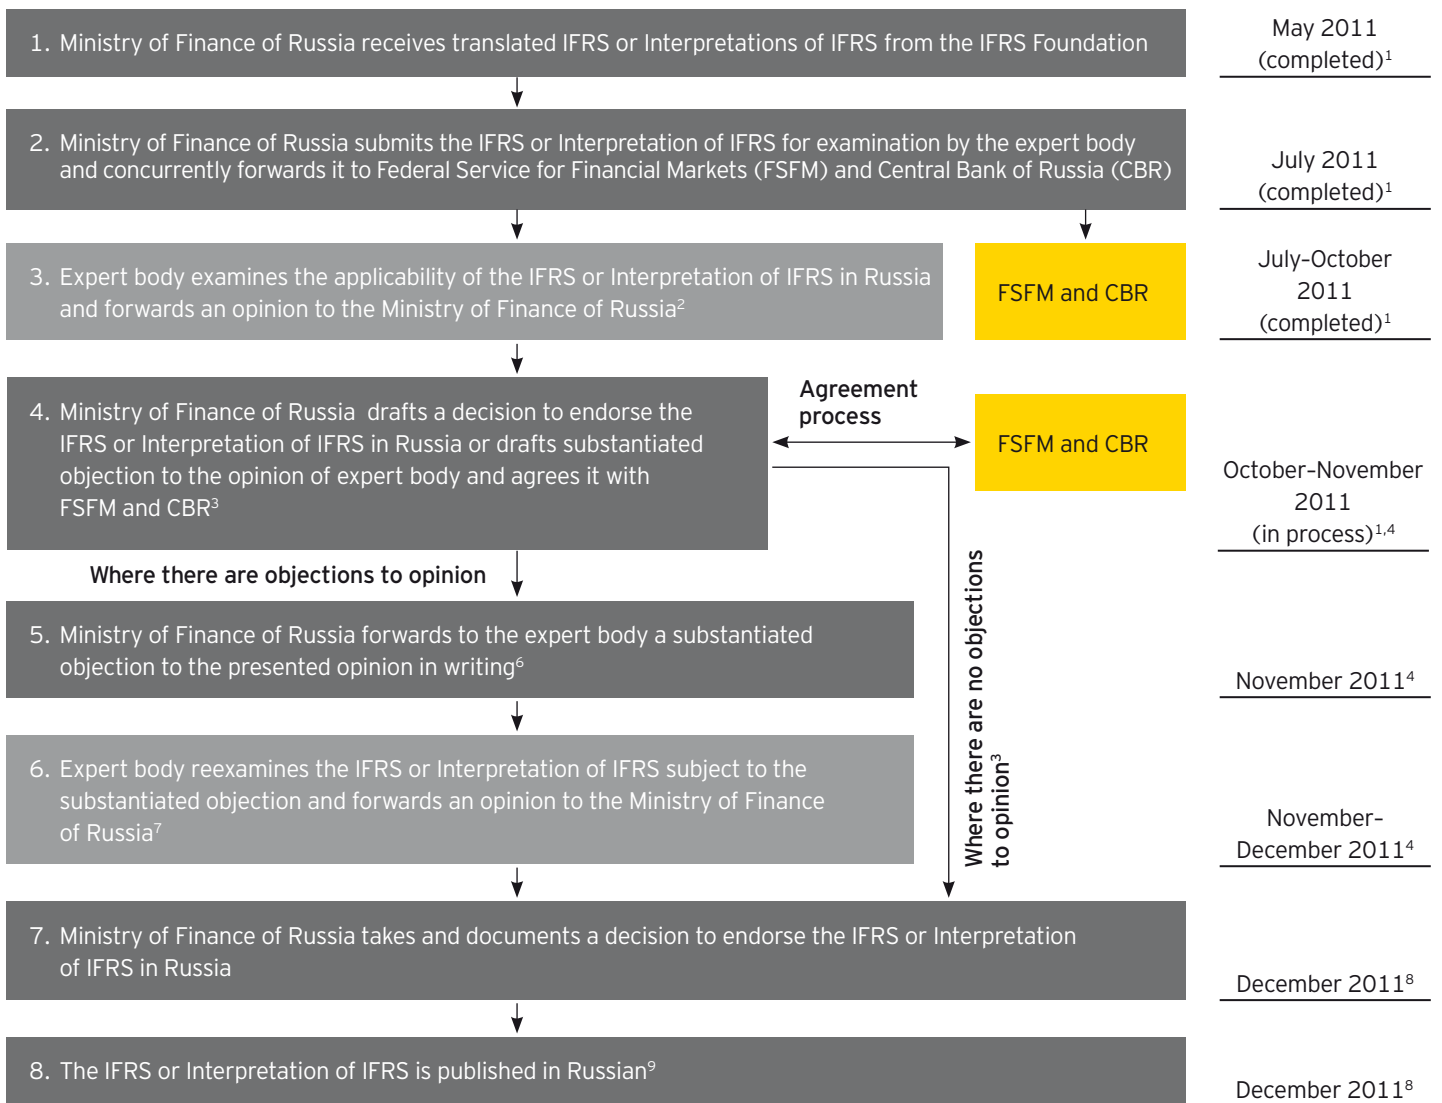 1. Ministry of Finance of Russia receives translated IFRS or Interpretations of IFRS from the IFRS Foundation
May 2011
(completed)¹
2. Ministry of Finance of Russia submits the IFRS or Interpretation of IFRS for examination by the expert body
and concurrently forwards it to Federal Service for Financial Markets (FSFM) and Central Bank of Russia (CBR)
July 2011
(completed)¹
3. Expert body examines the applicability of the IFRS or Interpretation of IFRS in Russia
and forwards an opinion to the Ministry of Finance of Russia²
FSFM and CBR
July–October
2011
(completed)¹
4. Ministry of Finance of Russia drafts a decision to endorse the
IFRS or Interpretation of IFRS in Russia or drafts substantiated
objection to the opinion of expert body and agrees it with
FSFM and CBR³
Agreement
process
FSFM and CBR
October–November
2011
(in process)¹,⁴
Where there are objections to opinion
Where there are no objections
to opinion³
5. Ministry of Finance of Russia forwards to the expert body a substantiated
objection to the presented opinion in writing⁶
November 2011⁴
6. Expert body reexamines the IFRS or Interpretation of IFRS subject to the
substantiated objection and forwards an opinion to the Ministry of Finance
of Russia⁷
November–
December 2011⁴
7. Ministry of Finance of Russia takes and documents a decision to endorse the IFRS or Interpretation
of IFRS in Russia
December 2011⁸
8. The IFRS or Interpretation of IFRS is published in Russian⁹
December 2011⁸